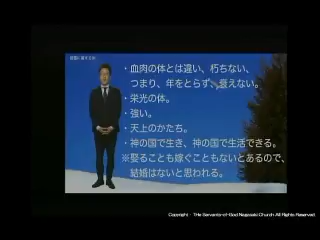 ・血肉の体とは違い、朽ちない、
つまり、年をとらず、衰えない。
・栄光の体。
・強い。
・天上のかたち。
・神の国で生き、神の国で生活できる。
※娶ることも嫁ぐこともないとあるので、
結婚はないと思われる。
Copyright - The Servants-of-God Nagasaki Church All Rights Reserved